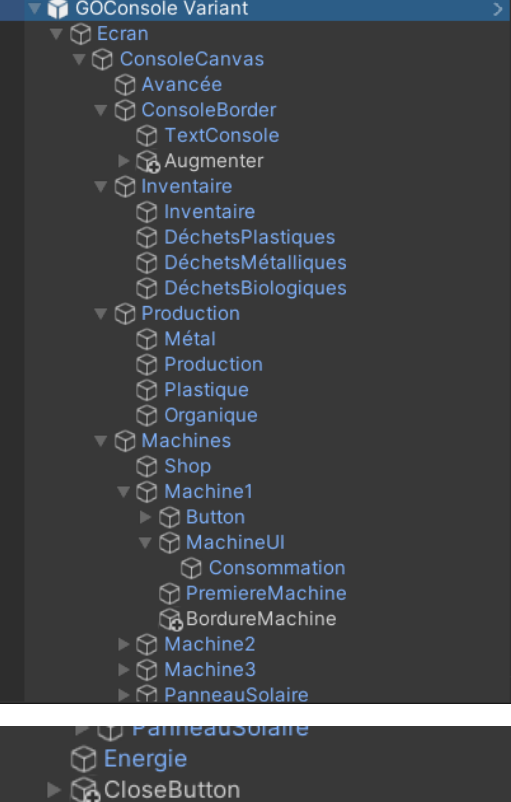 GOConsole Variant
Ecran
ConsoleCanvas
Avancée
ConsoleBorder
TextConsole
Augmenter
Inventaire
Inventaire
DéchetsPlastiques
DéchetsMétalliques
DéchetsBiologiques
Production
Métal
Production
Plastique
Organique
Machines
Shop
Machine1
Button
MachineUI
Consommation
PremiereMachine
BordureMachine
Machine2
Machine3
PanneauSolaire
PanneauSolaire
Energie
CloseButton